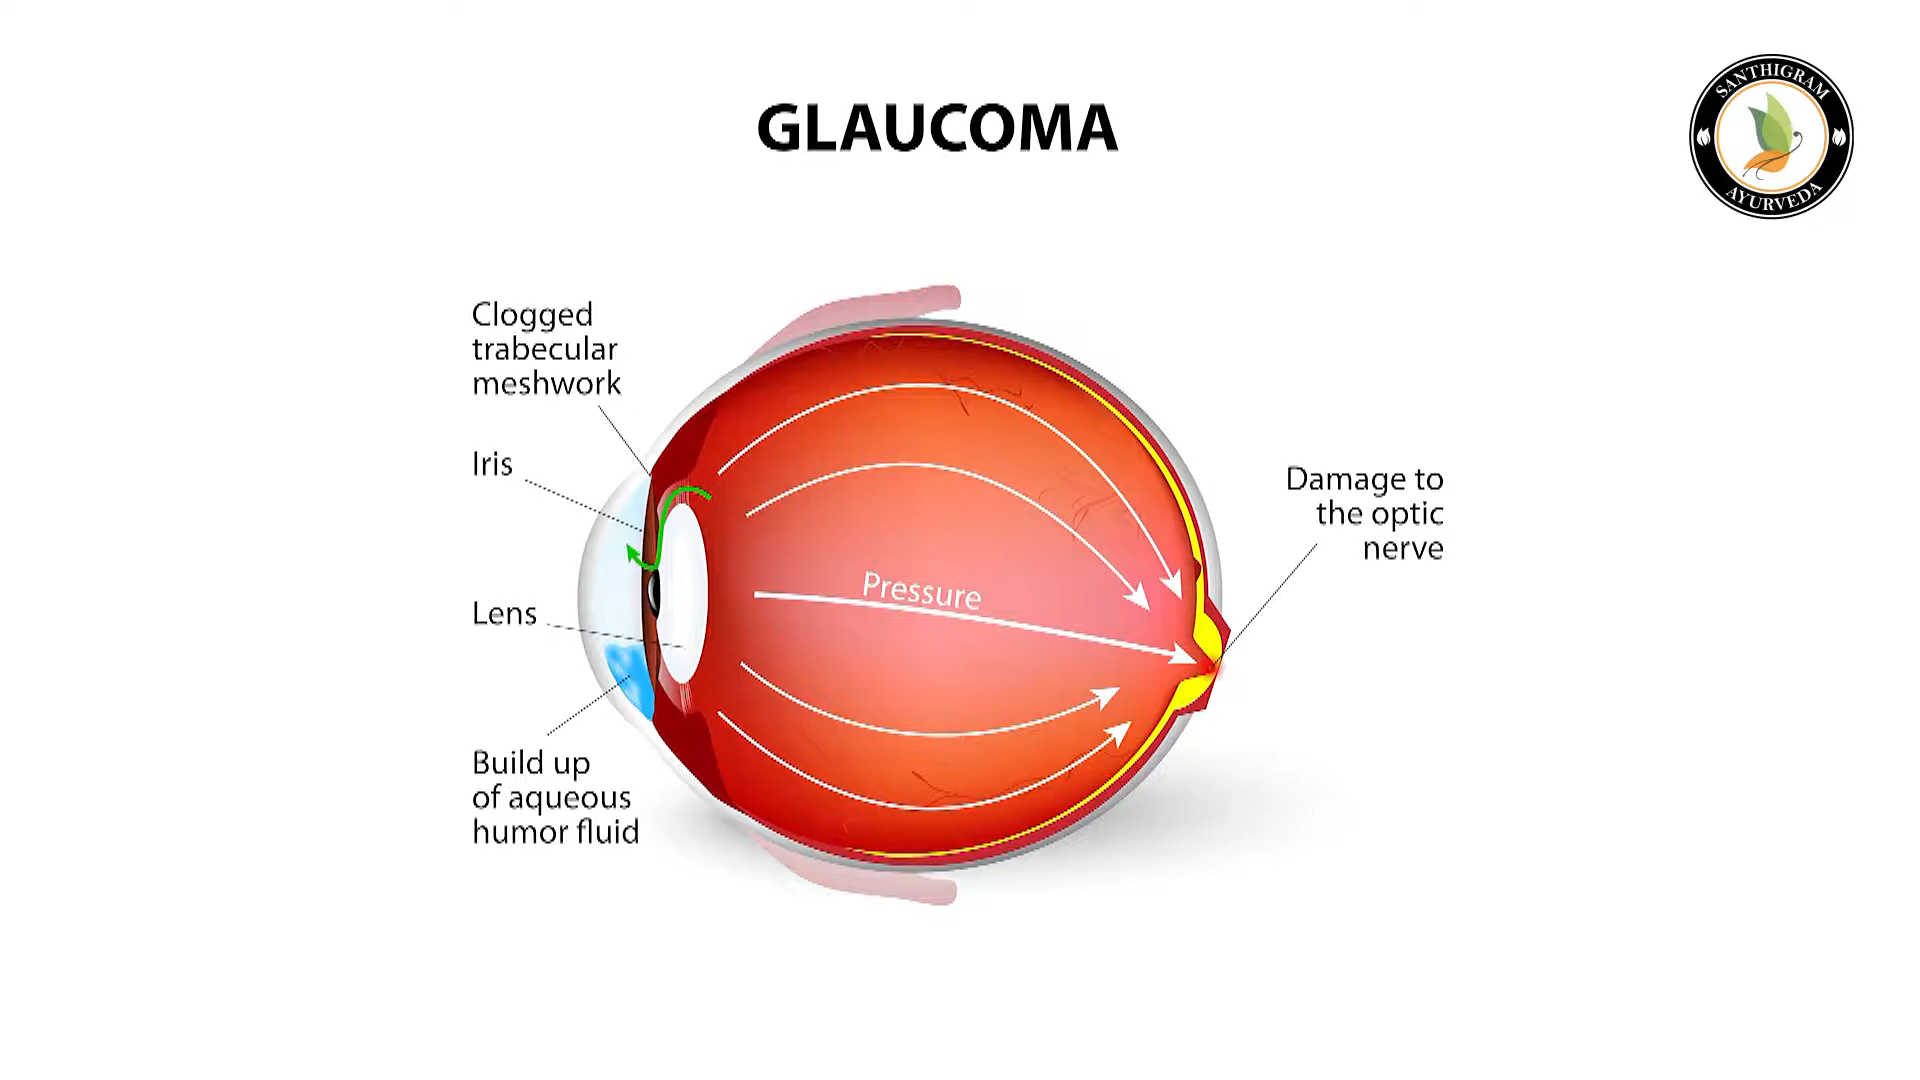 GLAUCOMA
SANTHIGRAM
AYURVEDA
Clogged
trabecular
meshwork
Iris
Lens
Build up
of aqueous
humor fluid
Pressure
Damage to
the optic
nerve